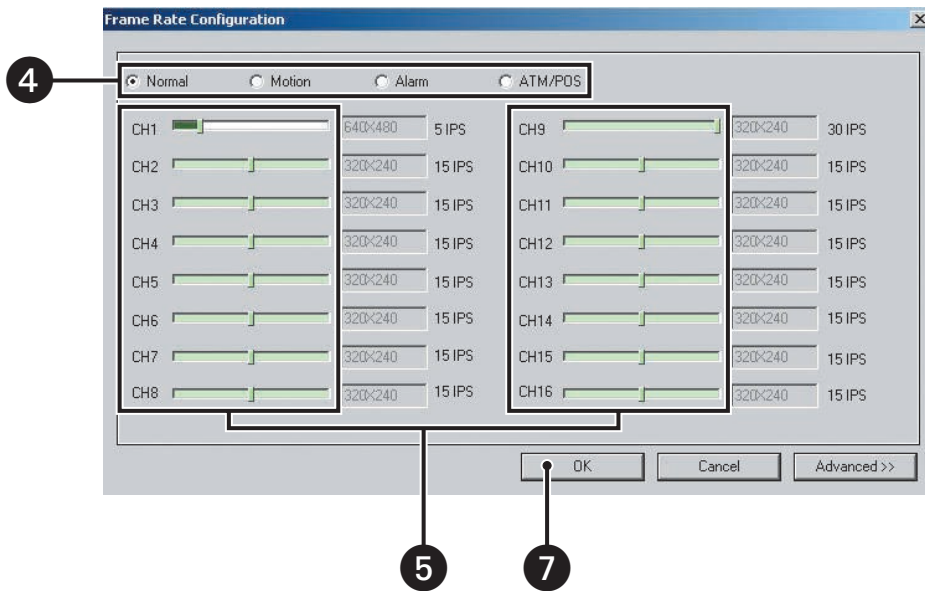 Frame Rate Configuration
4
Normal Motion Alarm ATM/POS
CH1 640X480 5 IPS CH9 320X240 30 IPS
CH2 320X240 15 IPS CH10 320X240 15 IPS
CH3 320X240 15 IPS CH11 320X240 15 IPS
CH4 320X240 15 IPS CH12 320X240 15 IPS
CH5 320X240 15 IPS CH13 320X240 15 IPS
CH6 320X240 15 IPS CH14 320X240 15 IPS
CH7 320X240 15 IPS CH15 320X240 15 IPS
CH8 320X240 15 IPS CH16 320X240 15 IPS
OK Cancel Advanced >>
5 7